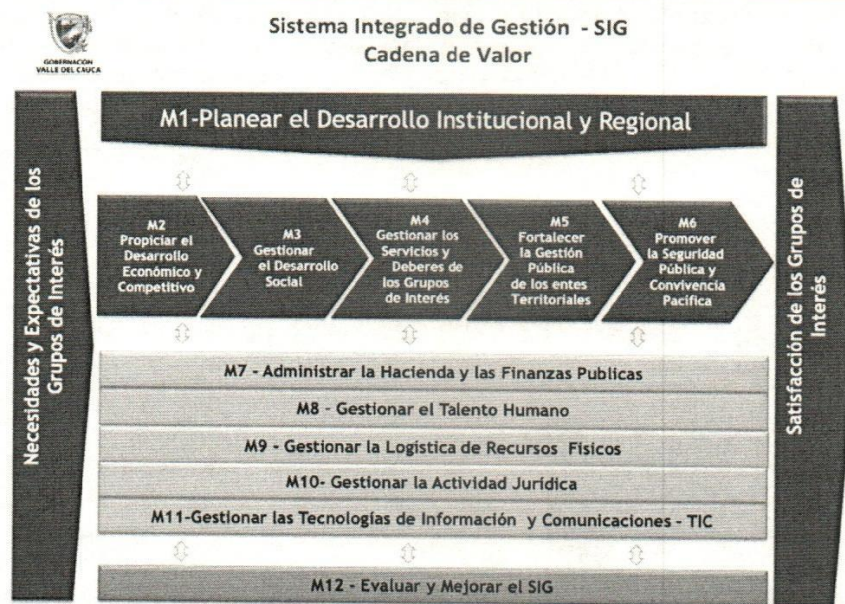 Sistema Integrado de Gestión - SIG
Cadena de Valor
GOBERNACIÓN
VALLE DEL CAUCA
Necesidades y Expectativas de los
Grupos de Interés
M1-Planear el Desarrollo Institucional y Regional
M2
Propiciar el
Desarrollo
Económico y
Competitivo
M3
Gestionar
el Desarrollo
Social
M4
Gestionar los
Servicios y
Deberes de
los Grupos
de Interés
M5
Fortalecer
la Gestión
Pública
de los entes
Territoriales
M6
Promover
la Seguridad
Pública y
Convivencia
Pacífica
M7 - Administrar la Hacienda y las Finanzas Publicas
M8 - Gestionar el Talento Humano
M9 - Gestionar la Logística de Recursos Físicos
M10- Gestionar la Actividad Jurídica
M11-Gestionar las Tecnologías de Información y Comunicaciones - TIC
M12 - Evaluar y Mejorar el SIG
Satisfacción de los Grupos de
Interés